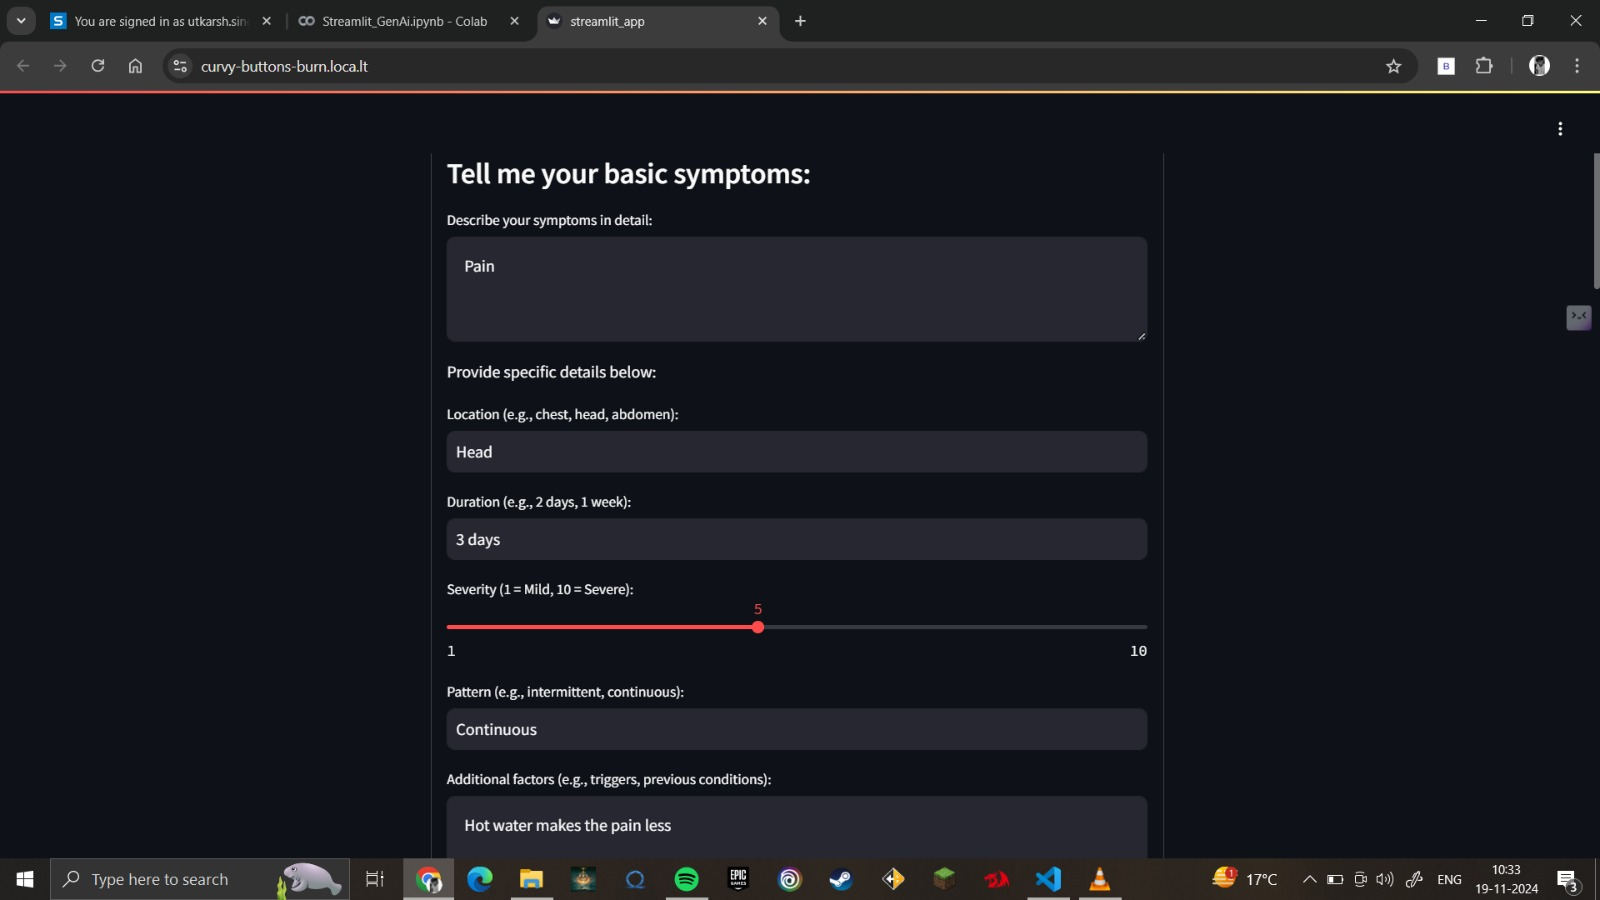 You are signed in as utkarsh.sin
Streamlit_GenAi.ipynb - Colab
streamlit_app
curvy-buttons-burn.loca.lt
B
Tell me your basic symptoms:
Describe your symptoms in detail:
Pain
Provide specific details below:
Location (e.g., chest, head, abdomen):
Head
Duration (e.g., 2 days, 1 week):
3 days
Severity (1 = Mild, 10 = Severe):
5
1 10
Pattern (e.g., intermittent, continuous):
Continuous
Additional factors (e.g., triggers, previous conditions):
Hot water makes the pain less
Type here to search
EPIC GAMES
1
17°C
ENG
10:33
19-11-2024
3